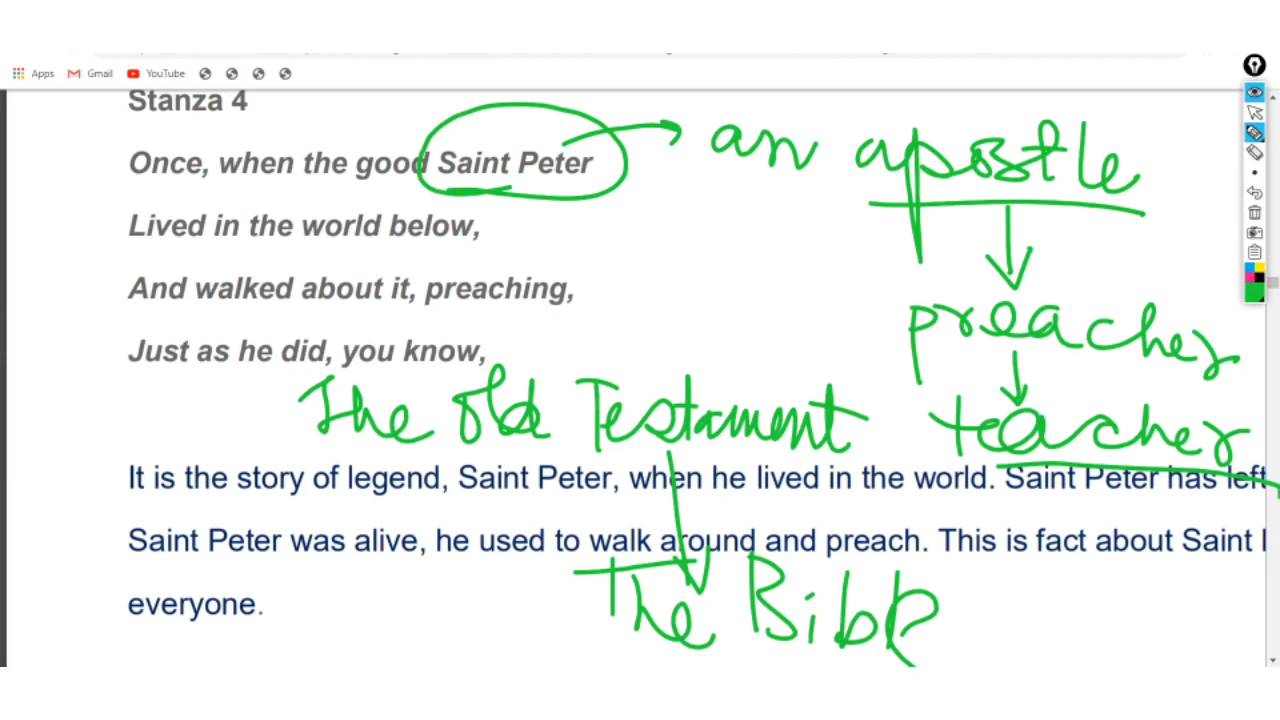 Apps Gmail YouTube
Stanza 4
Once, when the good Saint Peter
an apostle
Lived in the world below,
And walked about it, preaching,
preacher
Just as he did, you know,
The Old Testament
teacher
It is the story of legend, Saint Peter, when he lived in the world. Saint Peter has left
Saint Peter was alive, he used to walk around and preach. This is fact about Saint
The Bible
everyone.